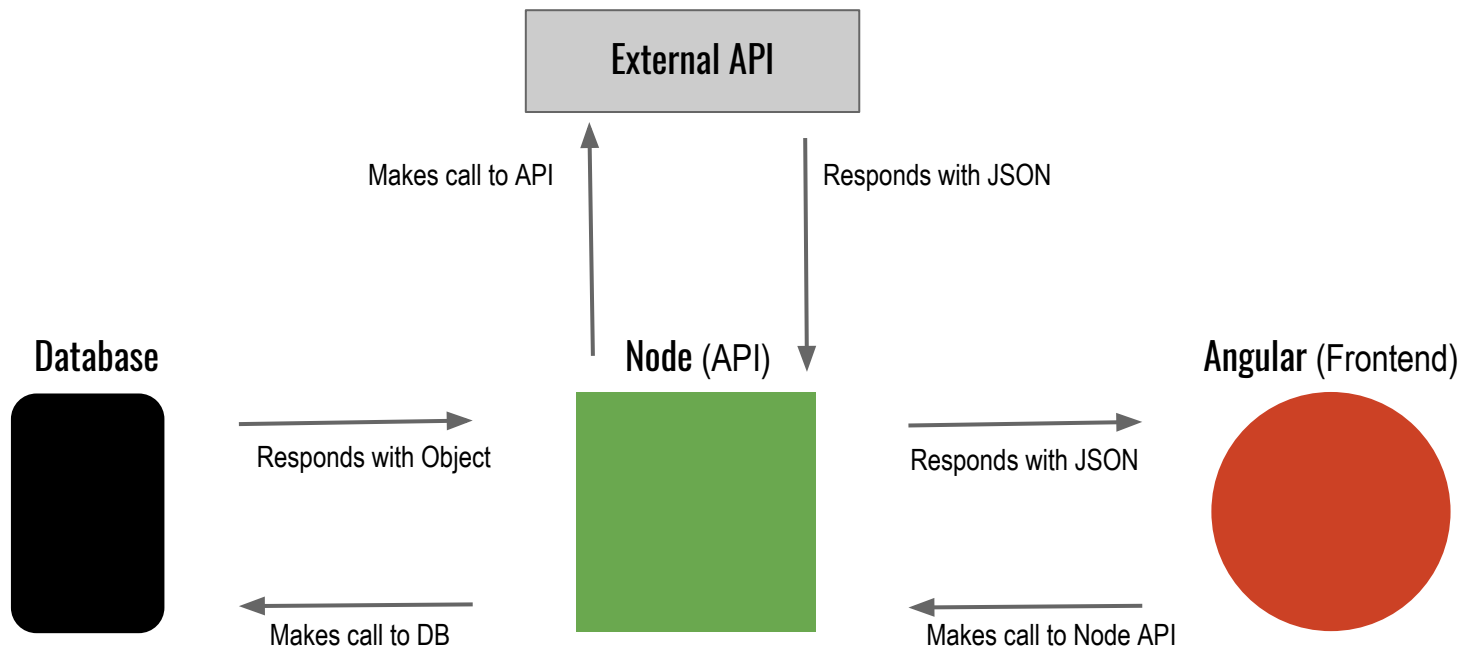 External API
Makes call to API
Responds with JSON
Database
Node (API)
Angular (Frontend)
Responds with Object
Responds with JSON
Makes call to DB
Makes call to Node API